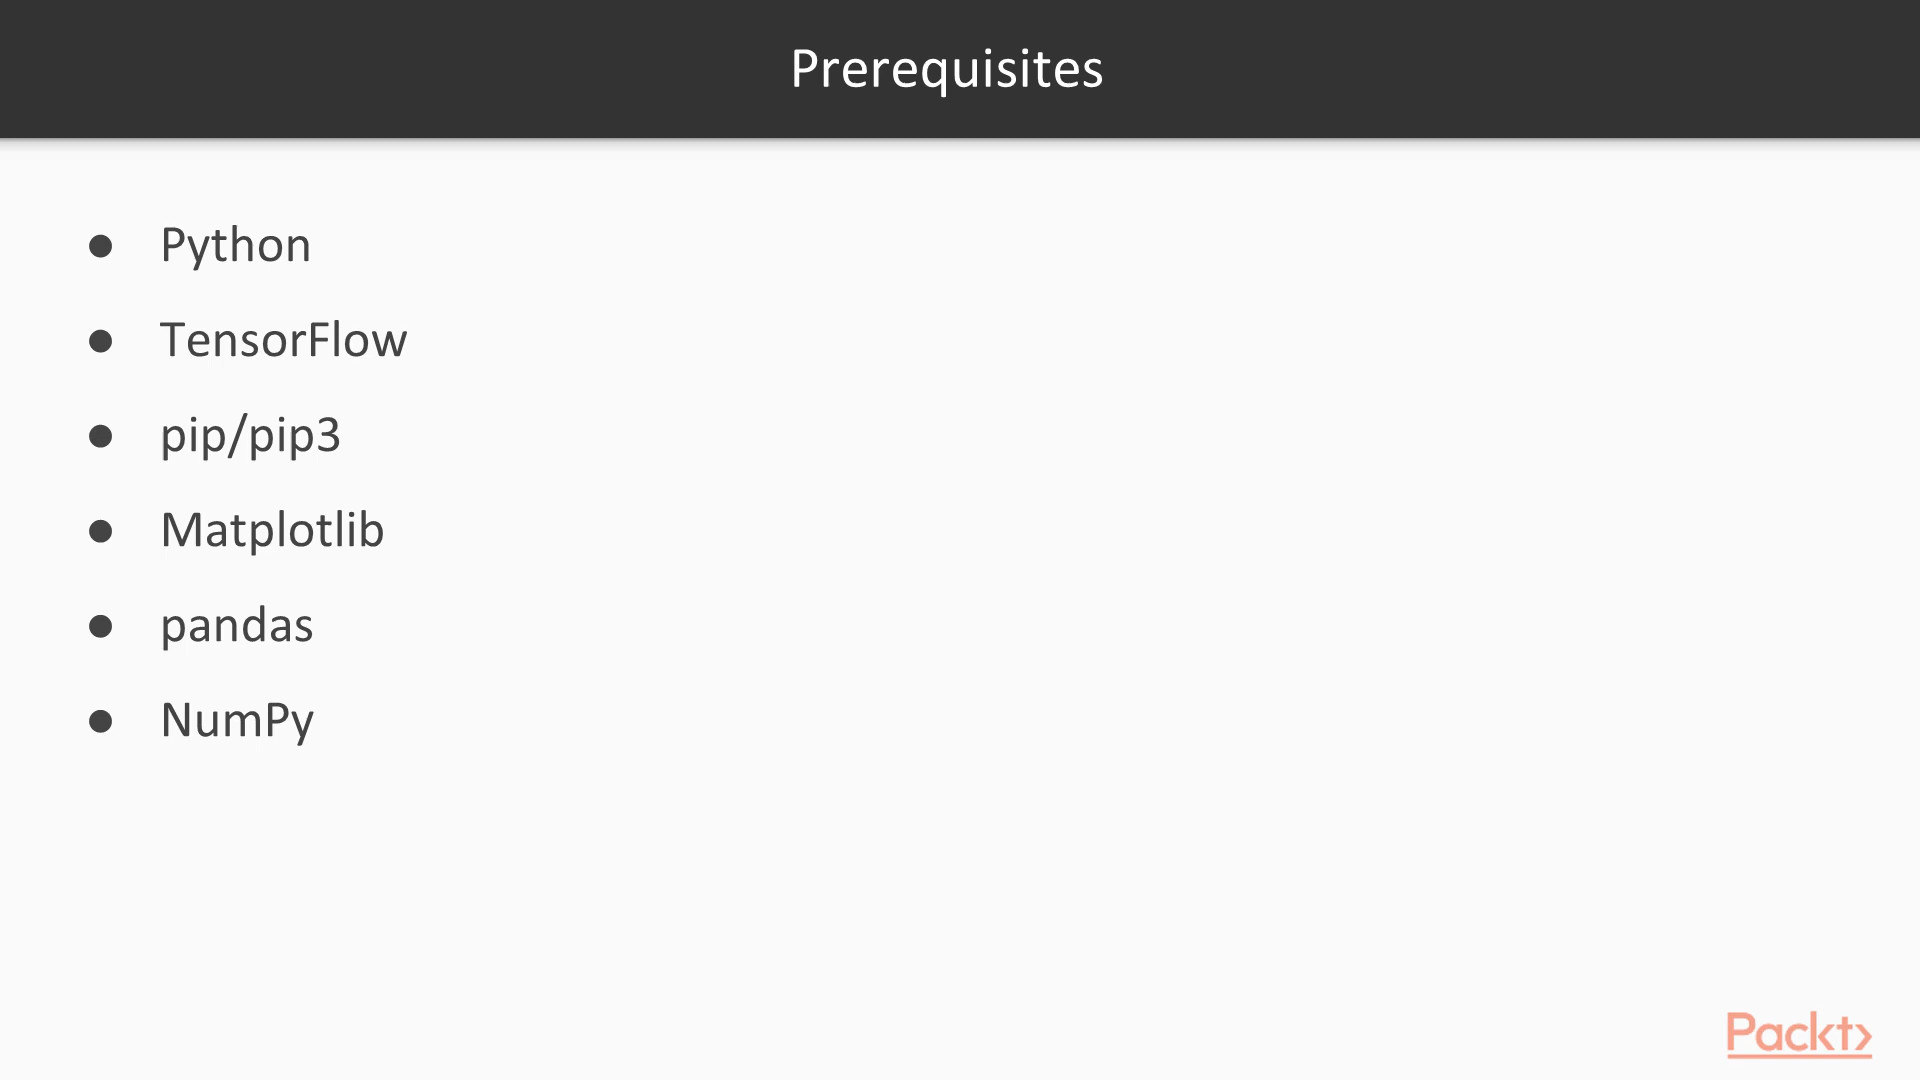 Prerequisites
● Python
● TensorFlow
● pip/pip3
● Matplotlib
● pandas
● NumPy
Packt>